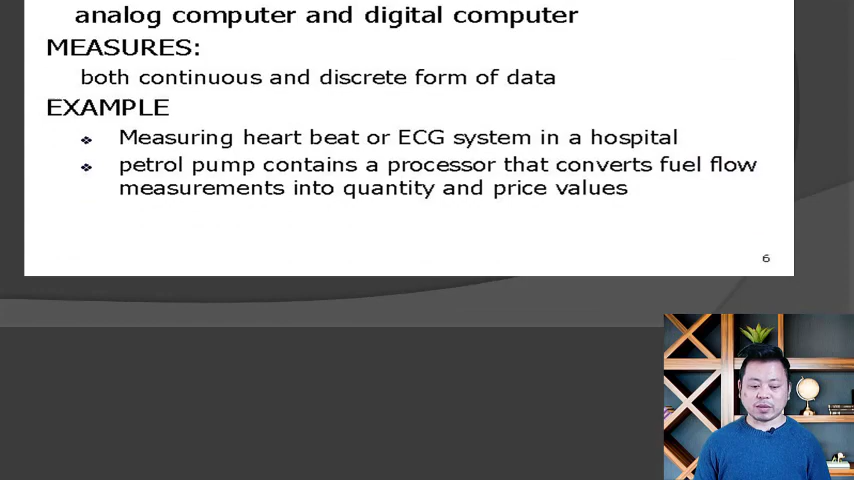 analog computer and digital computer
MEASURES:
both continuous and discrete form of data
EXAMPLE
Measuring heart beat or ECG system in a hospital
petrol pump contains a processor that converts fuel flow
measurements into quantity and price values
6